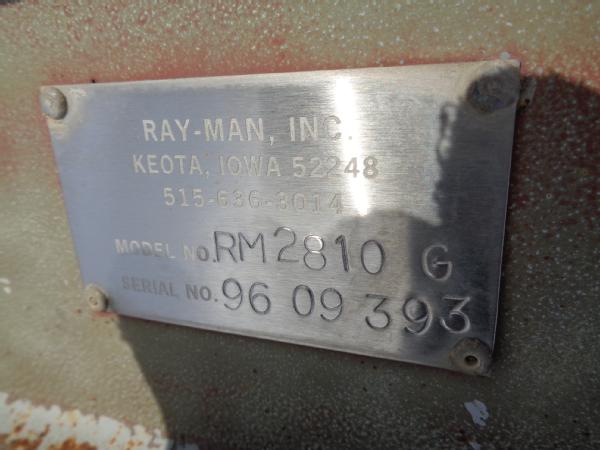 RAY-MAN, INC.
KEOTA, IOWA 52248
515-636-3014
MODEL NO. RM2810 G
SERIAL NO. 96 09 393